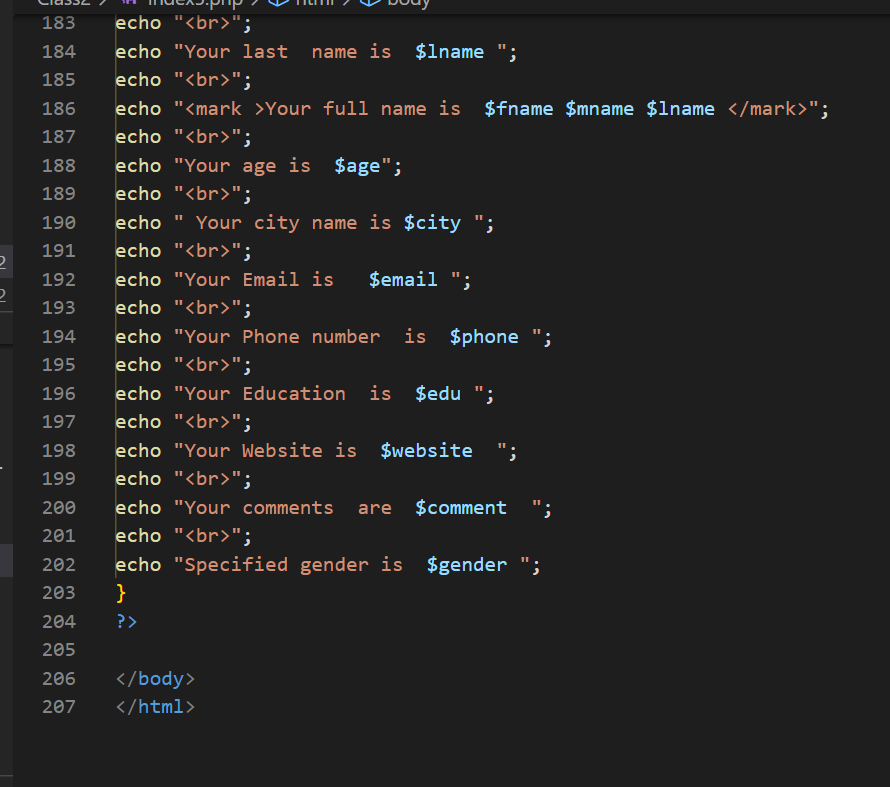 Class2 > index5.php > html > body
183 echo "<br>";
184 echo "Your last  name is  $lname ";
185 echo "<br>";
186 echo "<mark >Your full name is  $fname $mname $lname </mark>";
187 echo "<br>";
188 echo "Your age is  $age";
189 echo "<br>";
190 echo " Your city name is $city ";
191 echo "<br>";
192 echo "Your Email is   $email ";
193 echo "<br>";
194 echo "Your Phone number  is  $phone ";
195 echo "<br>";
196 echo "Your Education  is  $edu ";
197 echo "<br>";
198 echo "Your Website is  $website  ";
199 echo "<br>";
200 echo "Your comments  are  $comment  ";
201 echo "<br>";
202 echo "Specified gender is  $gender ";
203 }
204 ?>
205
206 </body>
207 </html>
2
2